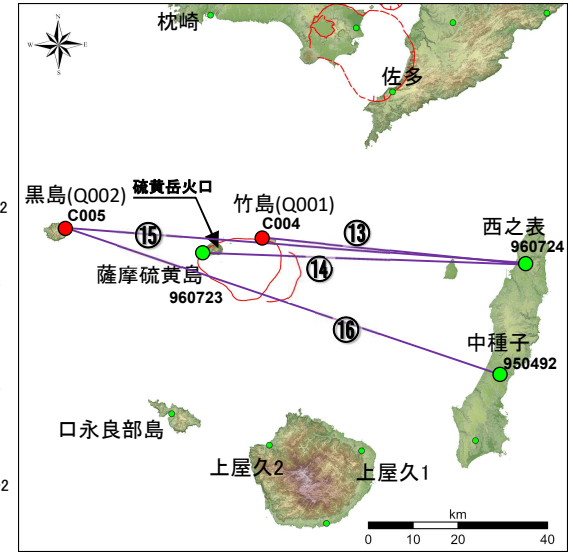 枕崎
N
W E
S
佐多
2
黒島(Q002)
C005
硫黄岳火口
竹島(Q001)
C004
⑬
西之表
960724
⑮
⑭
薩摩硫黄島
960723
⑯
中種子
950492
口永良部島
上屋久2
上屋久1
2
km
0 10 20 40